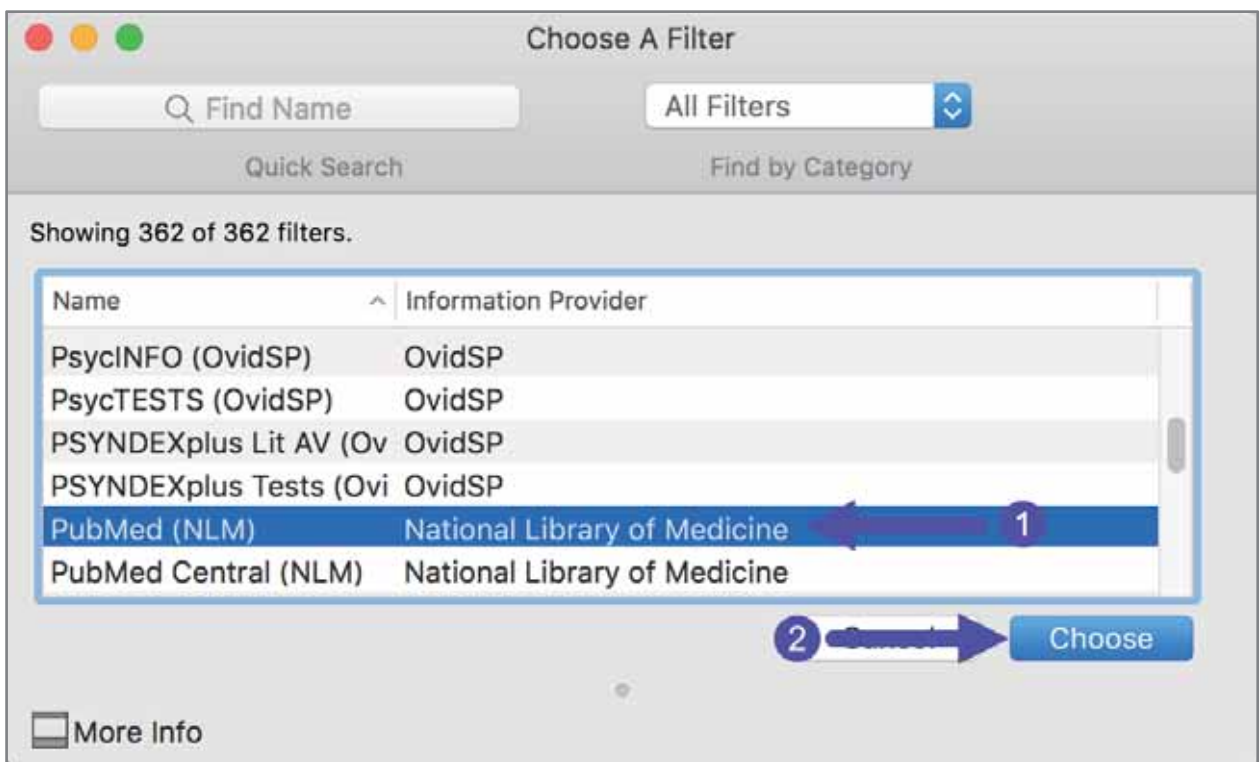 Choose A Filter
Find Name All Filters
Quick Search Find by Category
Showing 362 of 362 filters.
Name Information Provider
PsycINFO (OvidSP) OvidSP
PsycTESTS (OvidSP) OvidSP
PSYNDEXplus Lit AV (Ov OvidSP
PSYNDEXplus Tests (Ovi OvidSP
PubMed (NLM) National Library of Medicine 1
PubMed Central (NLM) National Library of Medicine
2 Choose
More Info